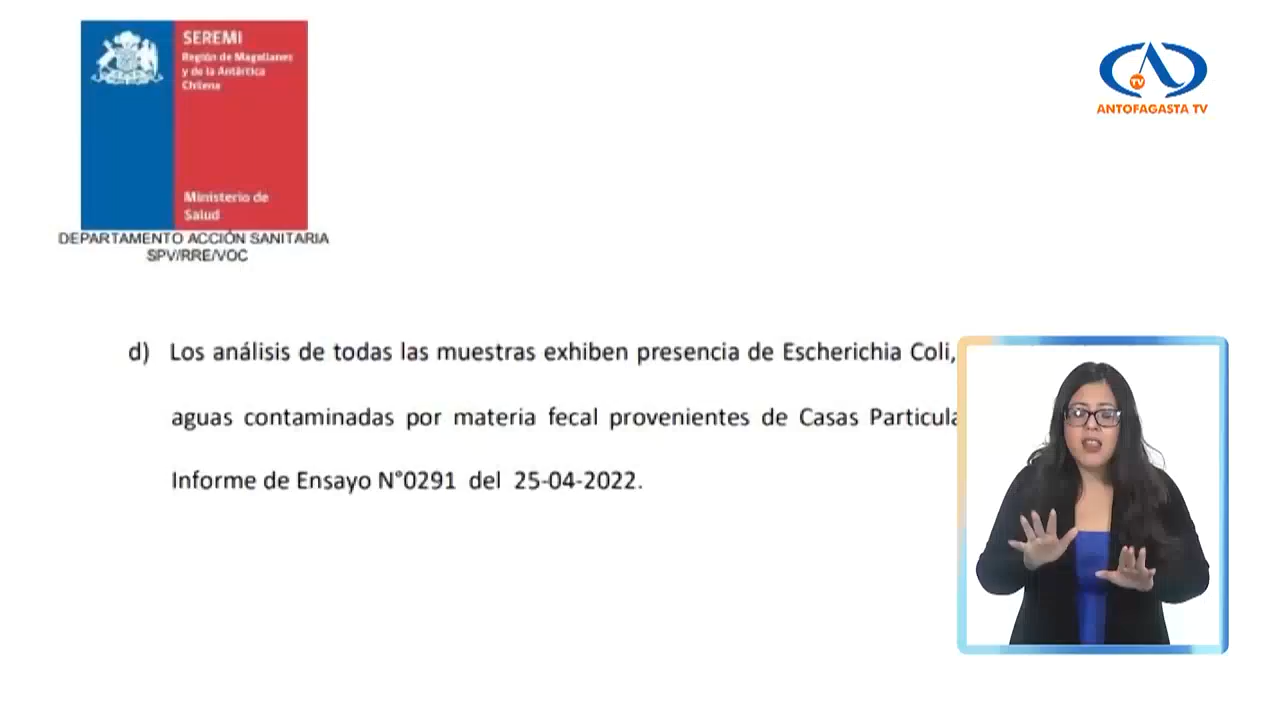 SEREMI
Región de Magallanes
y de la Antártica
Chilena
Ministerio de
Salud
DEPARTAMENTO ACCIÓN SANITARIA
SPV/RRE/VOC
TV
ANTOFAGASTA TV
d) Los análisis de todas las muestras exhiben presencia de Escherichia Coli,
aguas contaminadas por materia fecal provenientes de Casas Particula
Informe de Ensayo N°0291 del 25-04-2022.